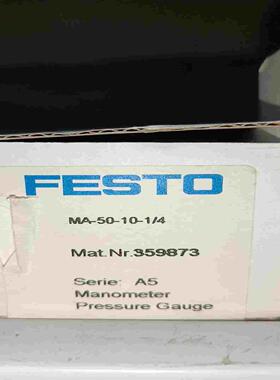 FESTO
MA-50-10-1/4
Mat.Nr.359873
Serie: A5
Manometer
Pressure Gauge